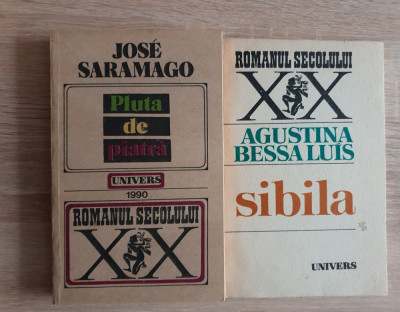 JOSÉ
SARAMAGO
Pluta
de
piatră
UNIVERS
1990
ROMANUL SECOLULUI
XX
ROMANUL SECOLULUI
XX
AGUSTINA
BESSA LUÍS
sibila
UNIVERS